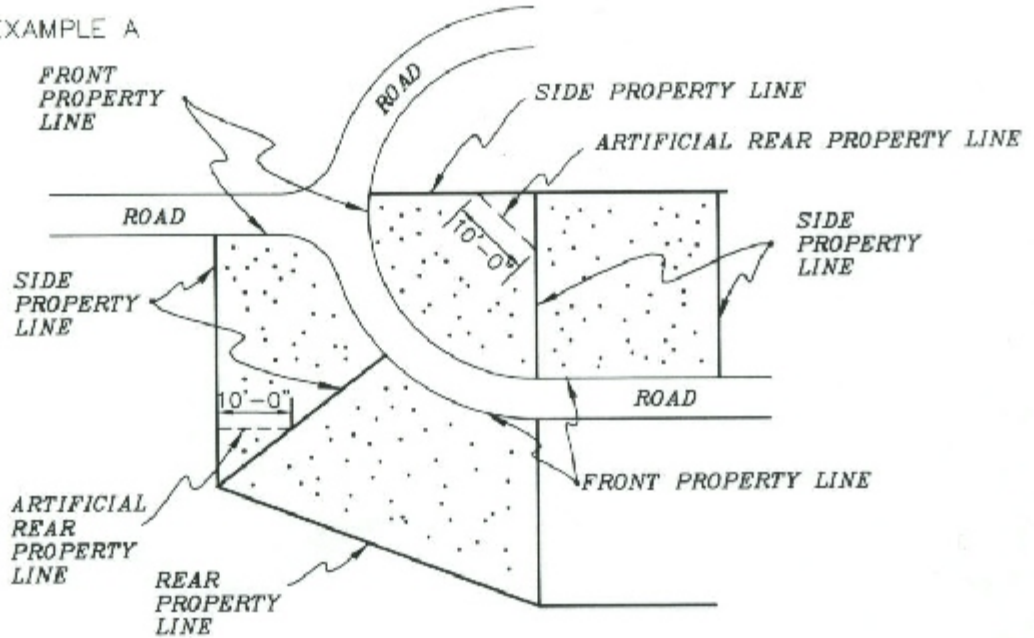 EXAMPLE A
FRONT
PROPERTY
LINE
ROAD
SIDE PROPERTY LINE
ARTIFICIAL REAR PROPERTY LINE
ROAD
10'-0"
SIDE
PROPERTY
LINE
SIDE
PROPERTY
LINE
10'-0"
ROAD
FRONT PROPERTY LINE
ARTIFICIAL
REAR
PROPERTY
LINE
REAR
PROPERTY
LINE